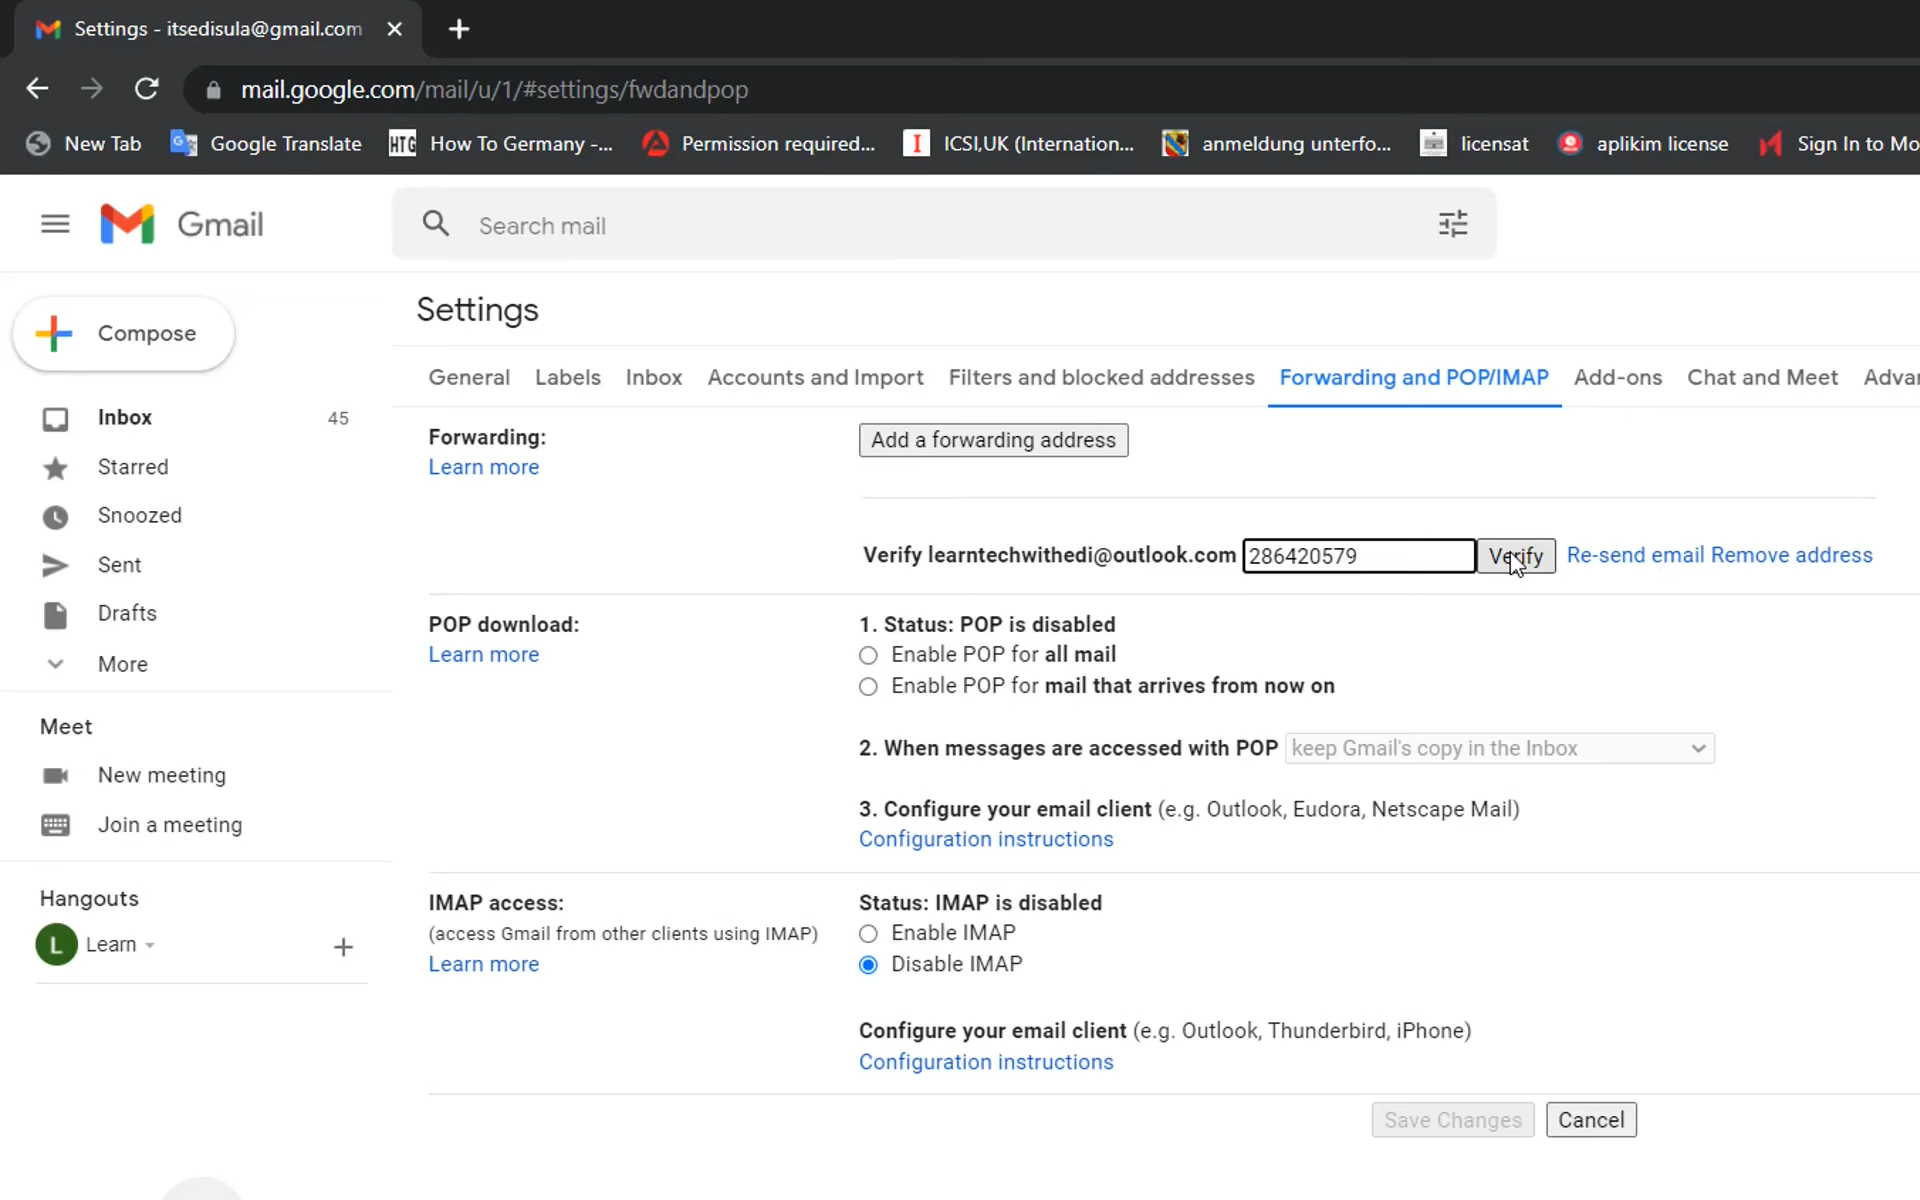 Settings - itsedisula@gmail.com
mail.google.com/mail/u/1/#settings/fwdandpop
New Tab Google Translate HTG How To Germany -... Permission required... I ICSI,UK (Internation... anmeldung unterfo... licensat aplikim license Sign In to Mo
Gmail
Search mail
Settings
Compose
General Labels Inbox Accounts and Import Filters and blocked addresses Forwarding and POP/IMAP Add-ons Chat and Meet Advan
Inbox 45
Starred
Snoozed
Sent
Drafts
More
Meet
New meeting
Join a meeting
Hangouts
L Learn
Forwarding:
Learn more
Add a forwarding address
Verify learntechwithedi@outlook.com 286420579 Verify Re-send email Remove address
POP download:
Learn more
1. Status: POP is disabled
Enable POP for all mail
Enable POP for mail that arrives from now on
2. When messages are accessed with POP keep Gmail's copy in the Inbox
3. Configure your email client (e.g. Outlook, Eudora, Netscape Mail)
Configuration instructions
IMAP access:
(access Gmail from other clients using IMAP)
Learn more
Status: IMAP is disabled
Enable IMAP
Disable IMAP
Configure your email client (e.g. Outlook, Thunderbird, iPhone)
Configuration instructions
Save Changes Cancel